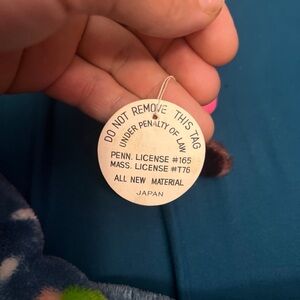 DO NOT REMOVE THIS TAG
UNDER PENALTY OF LAW
PENN. LICENSE #165
MASS. LICENSE #T76
ALL NEW MATERIAL
JAPAN